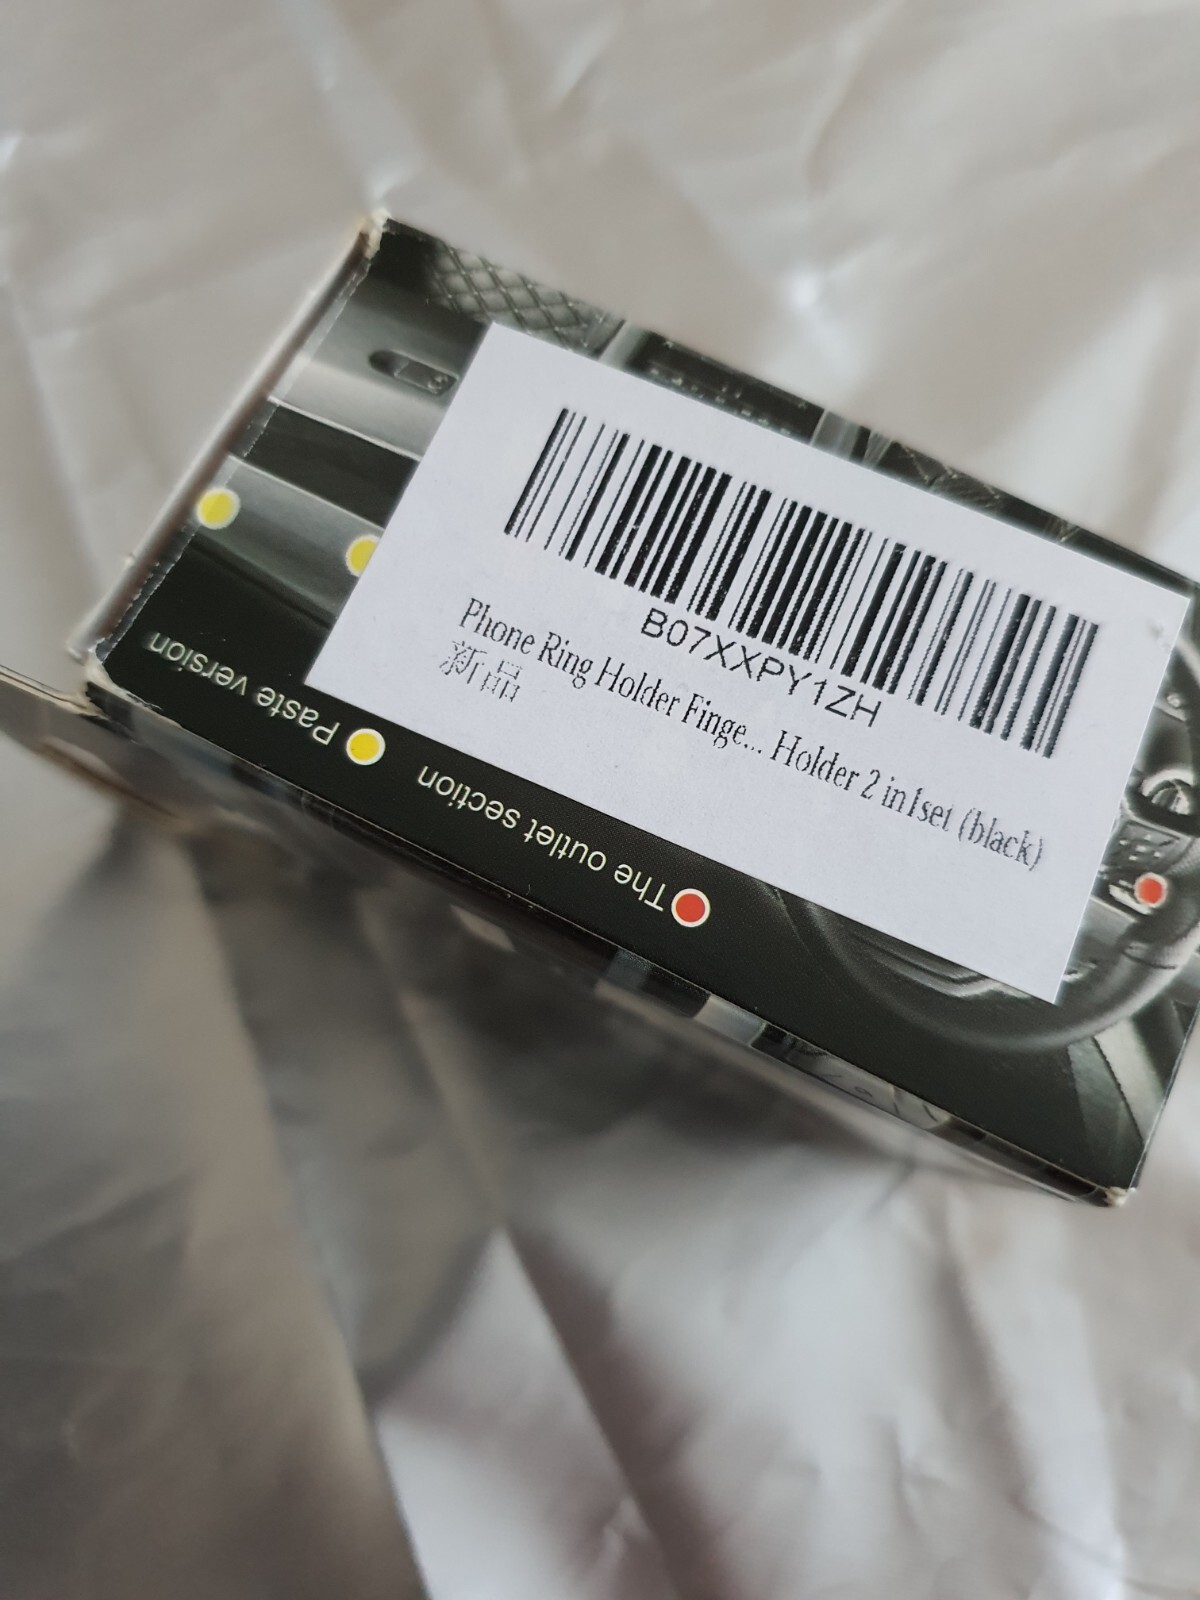 B07XXPY1ZH
Phone Ring Holder Finge... Holder 2 in1set (black)
新品
The outlet section
Paste version